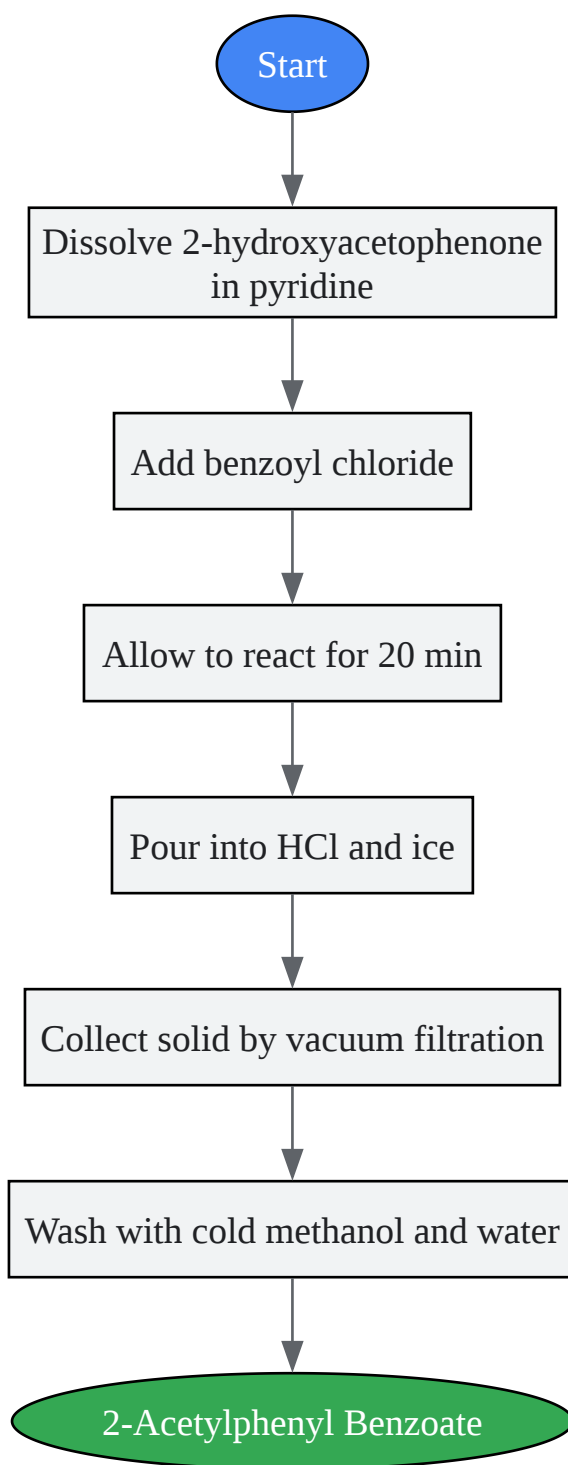 Start
Dissolve 2-hydroxyacetophenone
in pyridine
Add benzoyl chloride
Allow to react for 20 min
Pour into HCl and ice
Collect solid by vacuum filtration
Wash with cold methanol and water
2-Acetylphenyl Benzoate